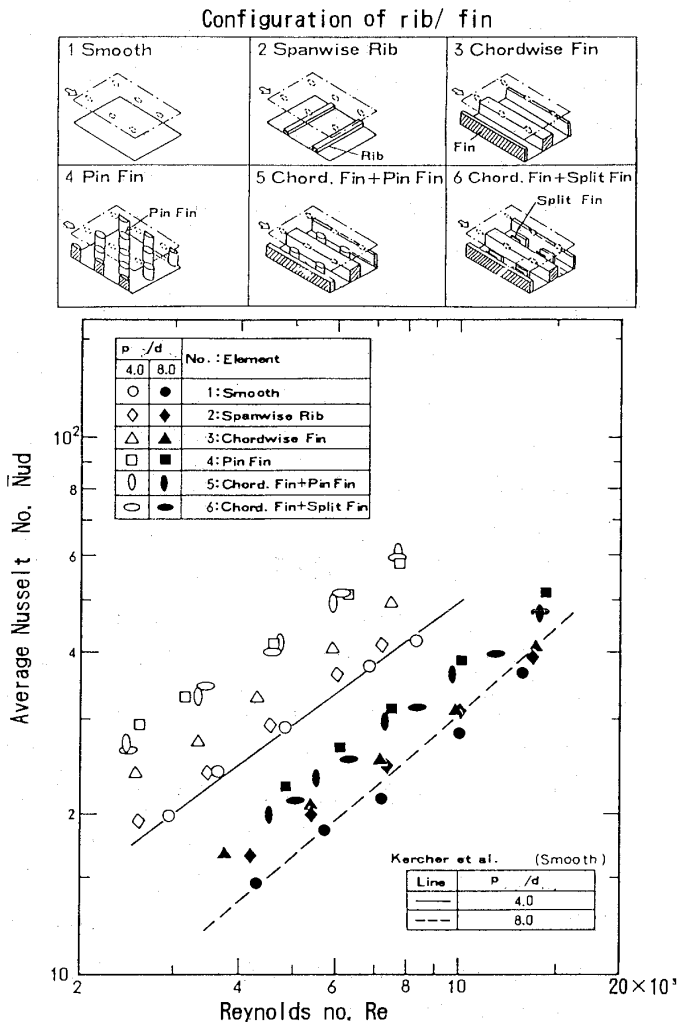 Configuration of rib/ fin
1 Smooth
2 Spanwise Rib
Rib
3 Chordwise Fin
Fin
4 Pin Fin
Pin Fin
5 Chord. Fin+Pin Fin
6 Chord. Fin+Split Fin
Split Fin
p /d
No.:Element
4.0 8.0
1:Smooth
2:Spanwise Rib
3:Chordwise Fin
4:Pin Fin
5:Chord. Fin+Pin Fin
6:Chord. Fin+Split Fin
Average Nusselt No. N̄ud
10²
8
6
4
2
10
Kercher et al. (Smooth)
Line P /d
4.0
8.0
2 3 4 6 8 10 20×10³
Reynolds no. Re